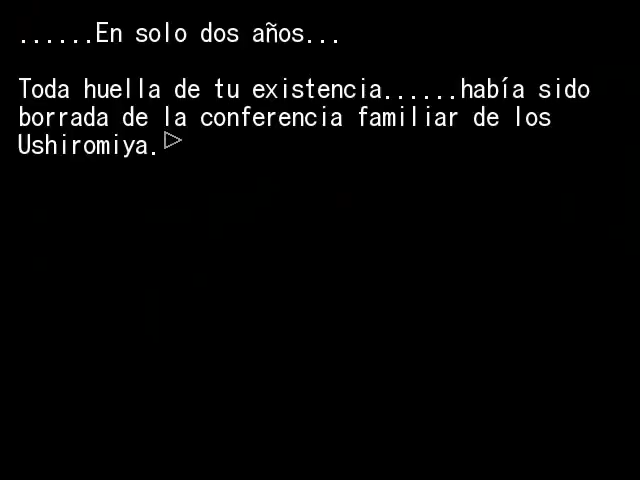 ......En solo dos años...
Toda huella de tu existencia......había sido
borrada de la conferencia familiar de los
Ushiromiya.